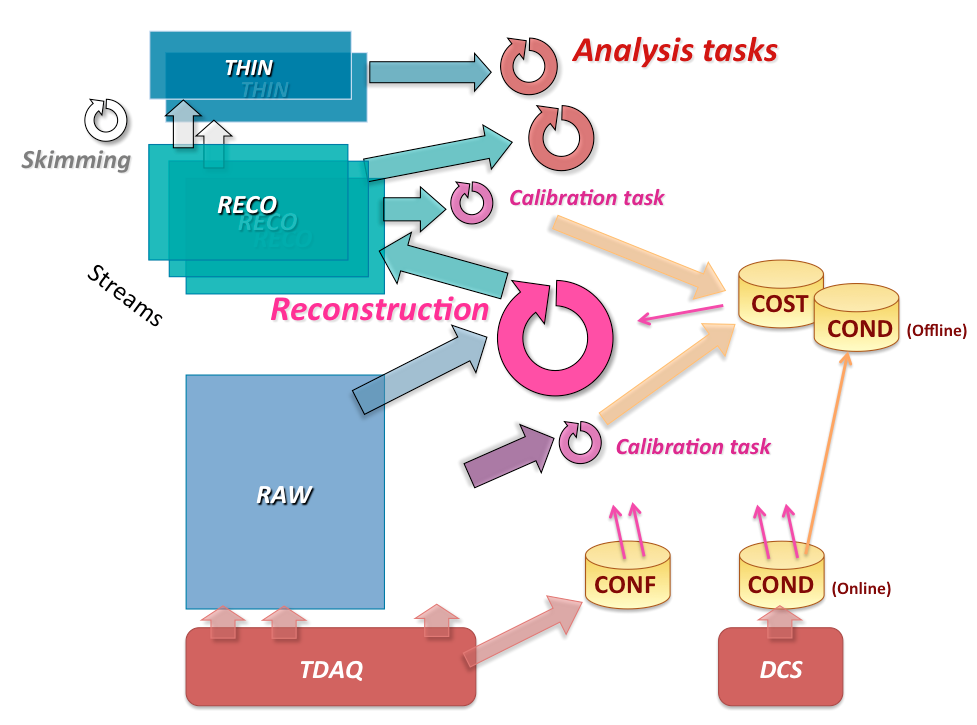 Analysis tasks
THIN
THIN
Skimming
RECO
RECO
RECO
Calibration task
Streams
Reconstruction
COST
COND
(Offline)
Calibration task
RAW
CONF
COND
(Online)
TDAQ
DCS